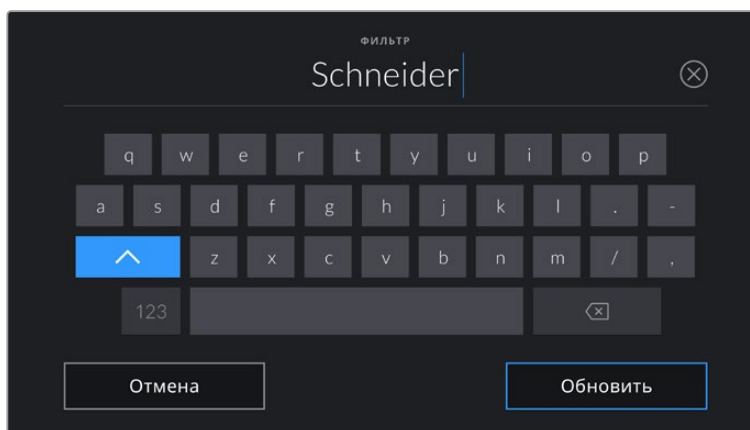 ФИЛЬТР
Schneider
q w e r t y u i o p
a s d f g h j k l . -
z x c v b n m / ,
123
Отмена Обновить